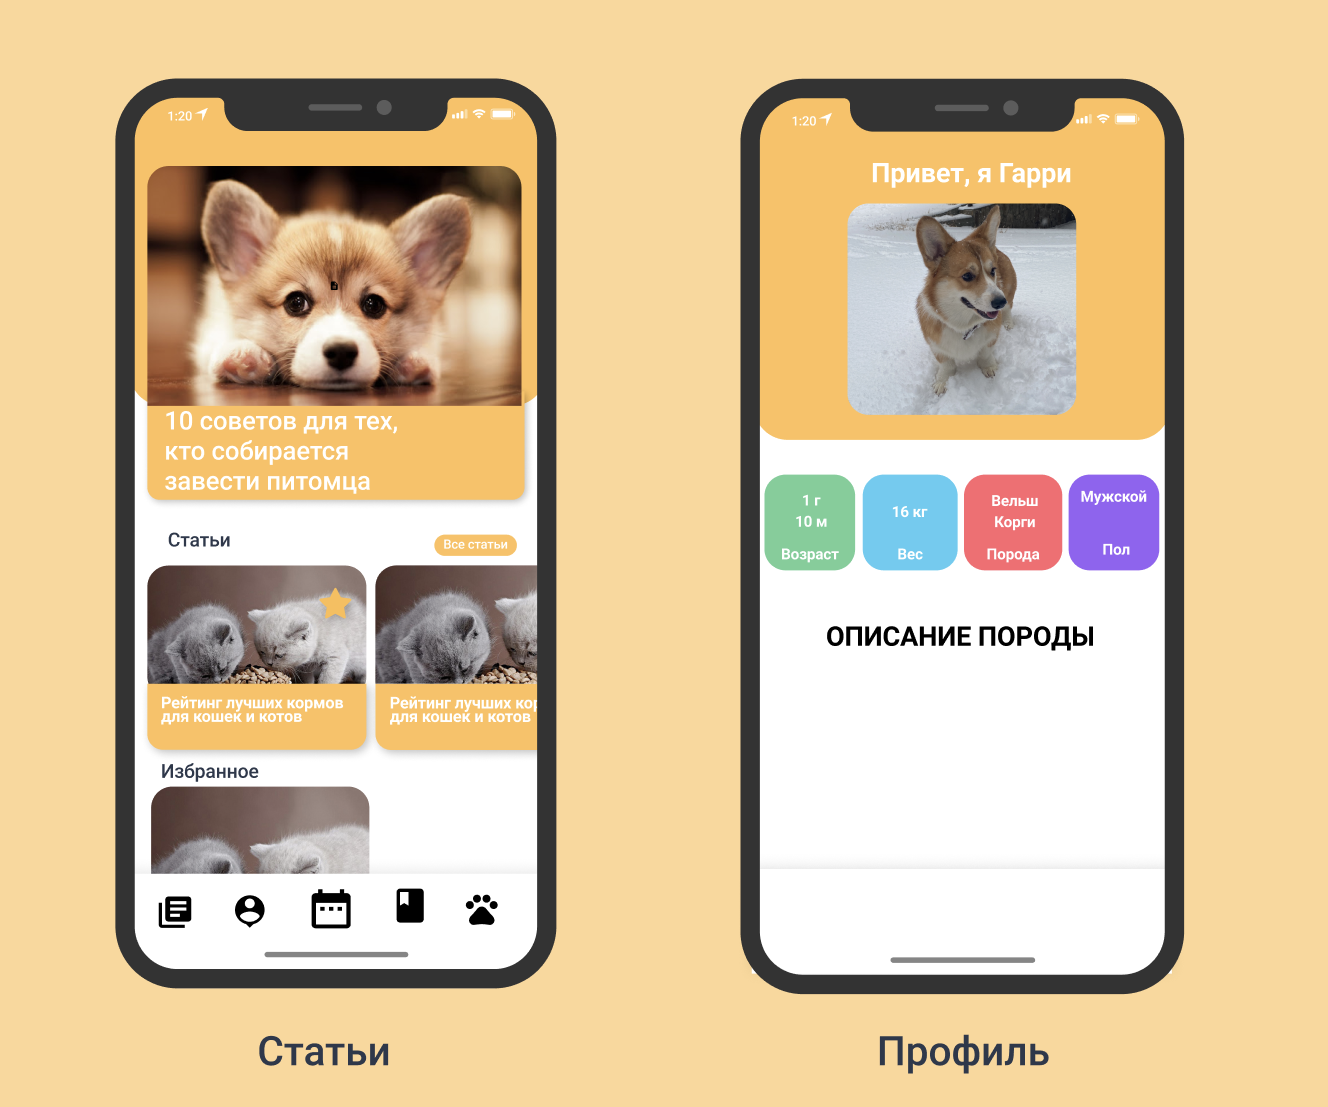 1:20
10 советов для тех,
кто собирается
завести питомца
Статьи
Все статьи
Рейтинг лучших кормов
для кошек и котов
Рейтинг лучших кор
для кошек и котов
Избранное
Статьи
1:20
Привет, я Гарри
1 г
10 м
Возраст
16 кг
Вес
Вельш
Корги
Порода
Мужской
Пол
ОПИСАНИЕ ПОРОДЫ
Профиль